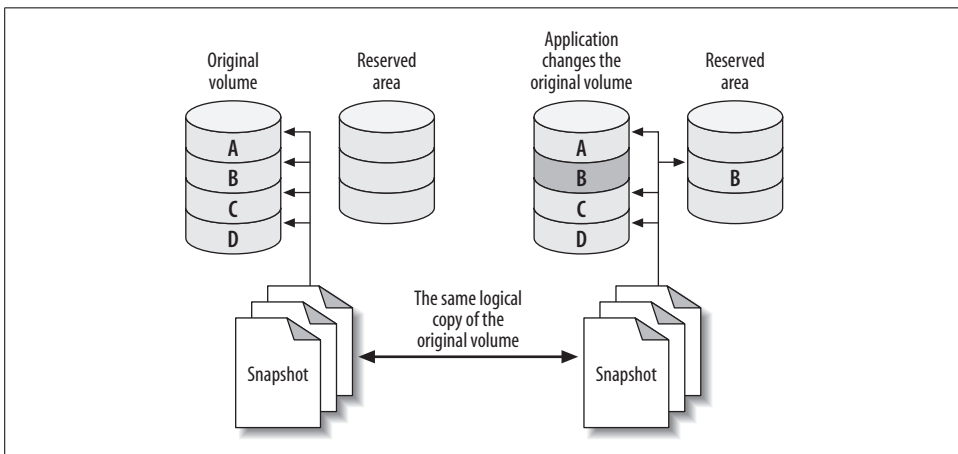 Original
volume
Reserved
area
Application
changes the
original volume
Reserved
area
A
B
C
D
A
B
C
D
B
The same logical
copy of the
original volume
Snapshot
Snapshot